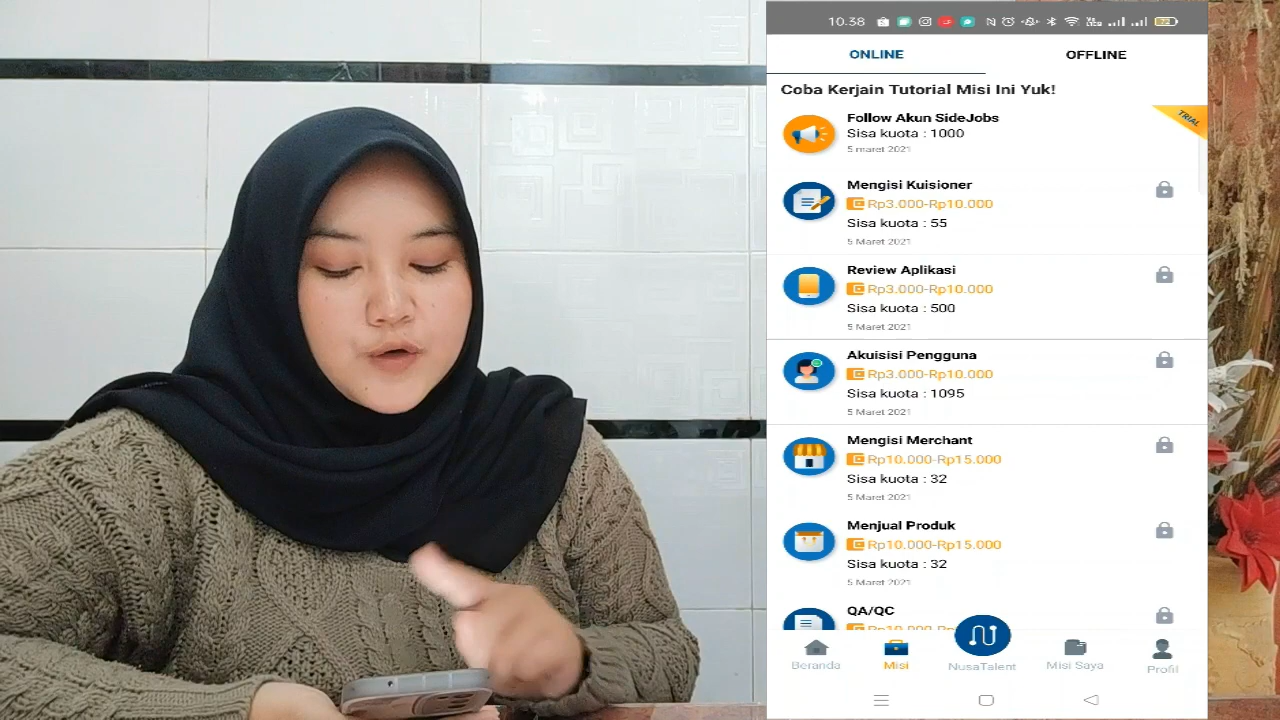 10.38
ONLINE
OFFLINE
Coba Kerjain Tutorial Misi Ini Yuk!
TRIAL
Follow Akun SideJobs
Sisa kuota : 1000
5 maret 2021
Mengisi Kuisioner
Rp3.000-Rp10.000
Sisa kuota : 55
5 Maret 2021
Review Aplikasi
Rp3.000-Rp10.000
Sisa kuota : 500
5 Maret 2021
Akuisisi Pengguna
Rp3.000-Rp10.000
Sisa kuota : 1095
5 Maret 2021
Mengisi Merchant
Rp10.000-Rp15.000
Sisa kuota : 32
5 Maret 2021
Menjual Produk
Rp10.000-Rp15.000
Sisa kuota : 32
5 Maret 2021
QA/QC
Beranda
Misi
NusaTalent
Misi Saya
Profil